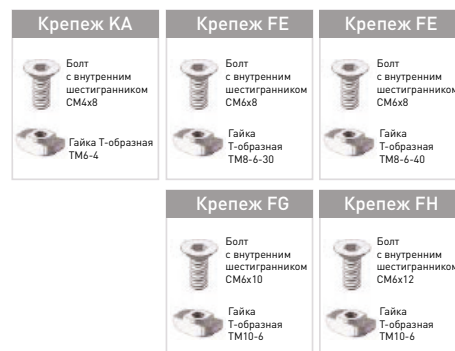 Крепеж KA
Болт
с внутренним
шестигранником
CM4x8
Гайка Т-образная
TM6-4
Крепеж FE
Болт
с внутренним
шестигранником
CM6x8
Гайка
Т-образная
TM8-6-30
Крепеж FE
Болт
с внутренним
шестигранником
CM6x8
Гайка
Т-образная
TM8-6-40
Крепеж FG
Болт
с внутренним
шестигранником
CM6x10
Гайка
Т-образная
TM10-6
Крепеж FH
Болт
с внутренним
шестигранником
CM6x12
Гайка
Т-образная
TM10-6